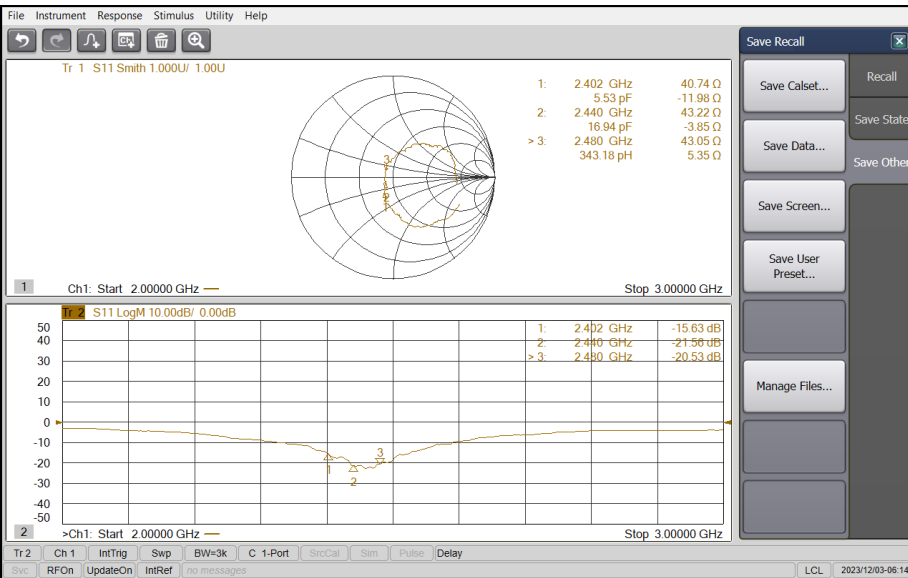 File Instrument Response Stimulus Utility Help
Tr 1 S11 Smith 1.000U/ 1.00U
1: 2.402 GHz 40.74 Ω
5.53 pF -11.98 Ω
2: 2.440 GHz 43.22 Ω
16.94 pF -3.85 Ω
> 3: 2.480 GHz 43.05 Ω
343.18 pH 5.35 Ω
3
2
1 Ch1: Start 2.00000 GHz Stop 3.00000 GHz
Tr 2 S11 LogM 10.00dB/ 0.00dB
1: 2.402 GHz -15.63 dB
2: 2.440 GHz -21.56 dB
> 3: 2.480 GHz -20.53 dB
50
40
30
20
10
0
-10
-20
-30
-40
-50
1
2
3
2 >Ch1: Start 2.00000 GHz Stop 3.00000 GHz
Save Recall
Save Calset...
Save Data...
Save Screen...
Save User
Preset...
Manage Files...
Recall
Save State
Save Other
Tr 2 Ch 1 IntTrig Swp BW=3k C 1-Port SrcCal Sim Pulse Delay
Svc RFOn UpdateOn IntRef no messages LCL 2023/12/03-06:14